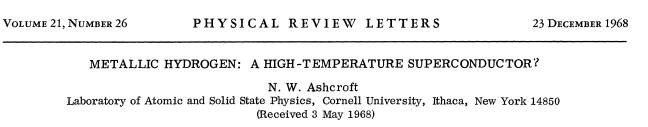 VOLUME 21, NUMBER 26 PHYSICAL REVIEW LETTERS 23 DECEMBER 1968
METALLIC HYDROGEN: A HIGH-TEMPERATURE SUPERCONDUCTOR?
N. W. Ashcroft
Laboratory of Atomic and Solid State Physics, Cornell University, Ithaca, New York 14850
(Received 3 May 1968)